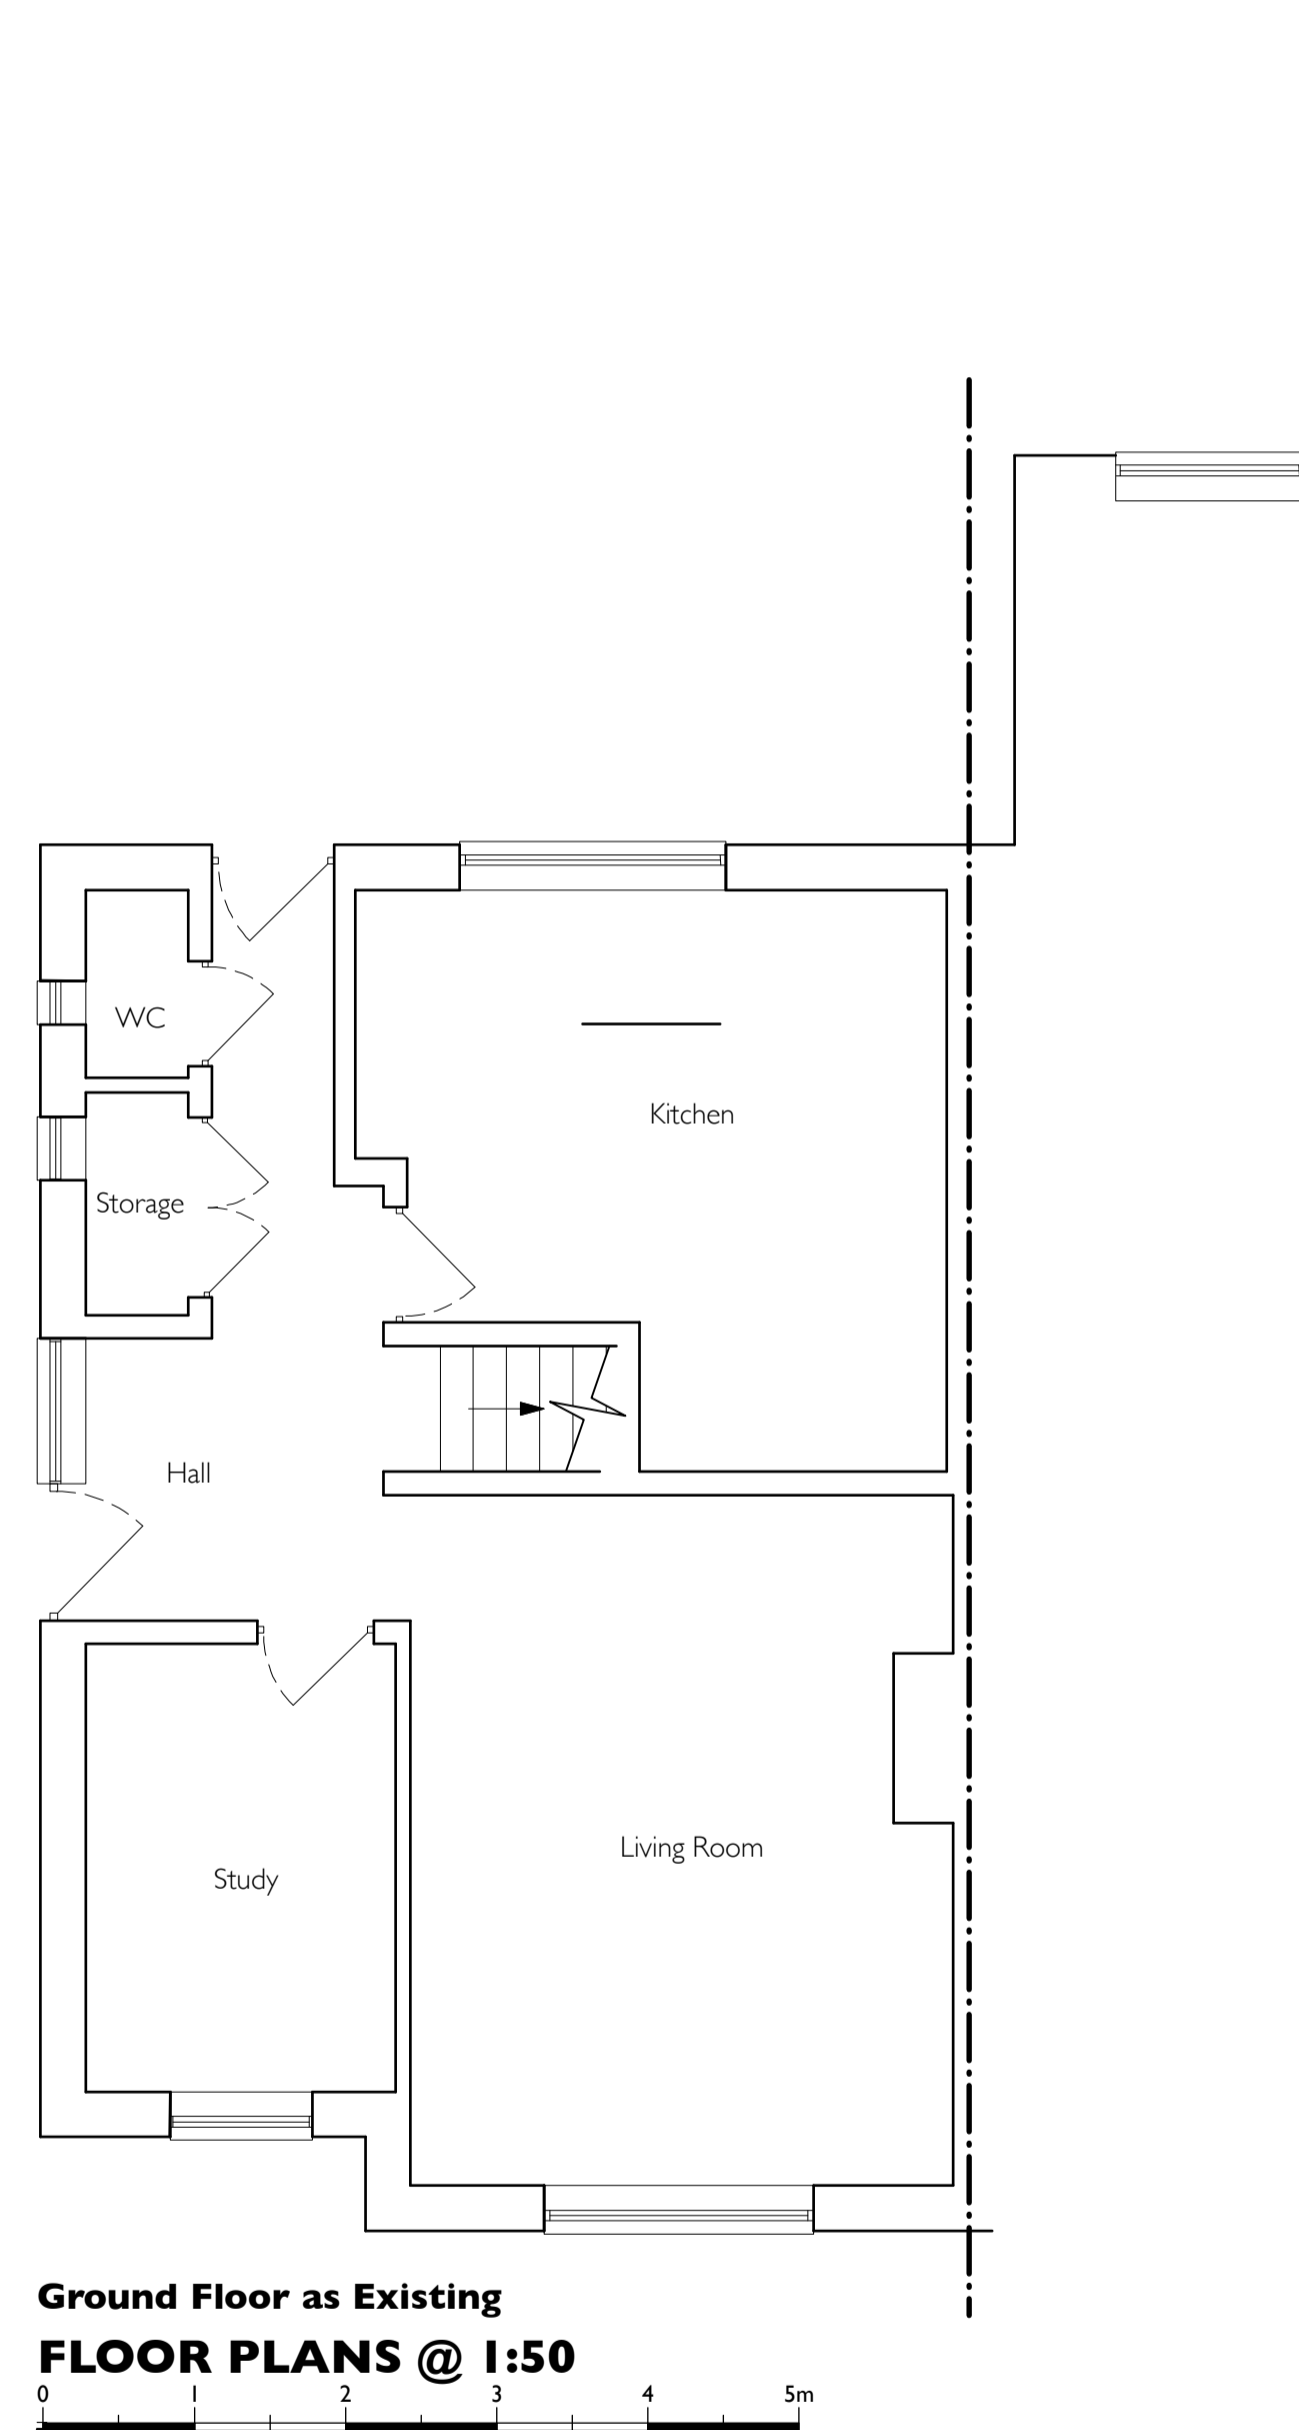 WC
Kitchen
Storage
Hall
Living Room
Study
Ground Floor as Existing
FLOOR PLANS @ 1:50
0 1 2 3 4 5m